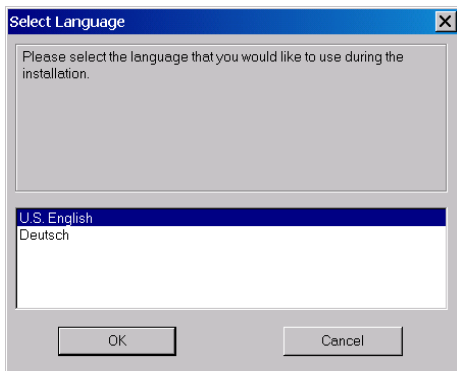 Select Language
Please select the language that you would like to use during the
installation.
U.S. English
Deutsch
OK
Cancel